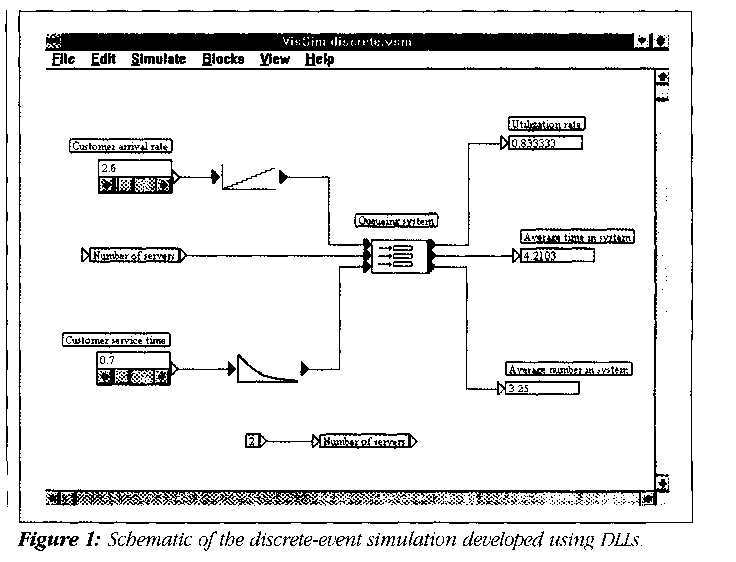 VisSim-discrete.vsm
File Edit Simulate Blocks View Help
Utilization rate
0.833333
Customer arrival rate
2.6
Queueing system
Average time in system
4.2103
Number of servers
Customer service time
0.7
Average number in system
3.25
2
Number of servers
Figure 1: Schematic of the discrete-event simulation developed using DLLs.